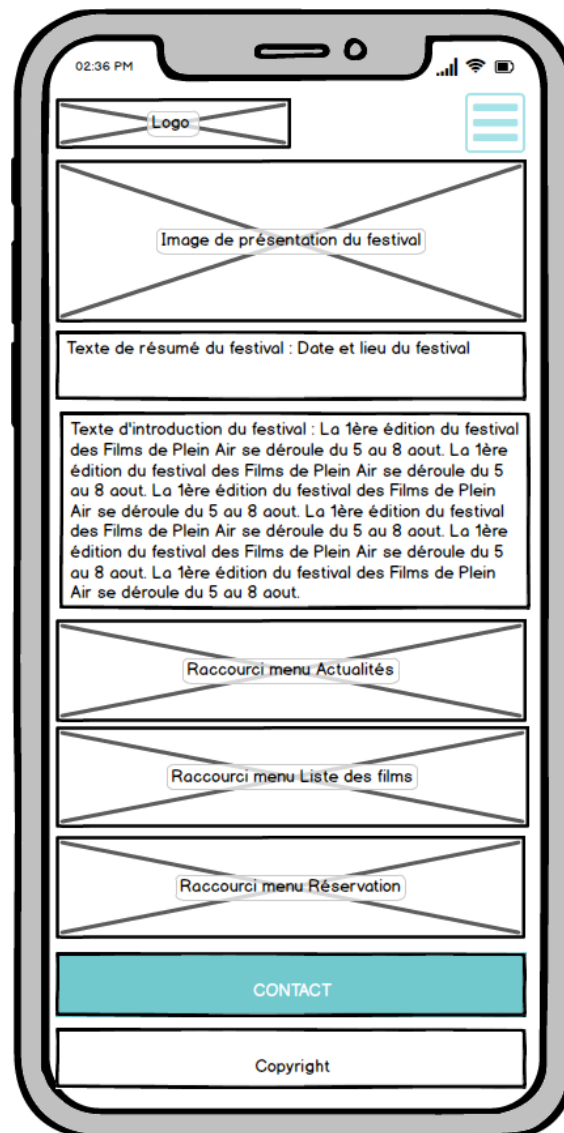 02:36 PM
Logo
Image de présentation du festival
Texte de résumé du festival : Date et lieu du festival
Texte d'introduction du festival : La 1ère édition du festival
des Films de Plein Air se déroule du 5 au 8 aout. La 1ère
édition du festival des Films de Plein Air se déroule du 5
au 8 aout. La 1ère édition du festival des Films de Plein
Air se déroule du 5 au 8 aout. La 1ère édition du festival
des Films de Plein Air se déroule du 5 au 8 aout. La 1ère
édition du festival des Films de Plein Air se déroule du 5
au 8 aout. La 1ère édition du festival des Films de Plein
Air se déroule du 5 au 8 aout.
Raccourci menu Actualités
Raccourci menu Liste des films
Raccourci menu Réservation
CONTACT
Copyright